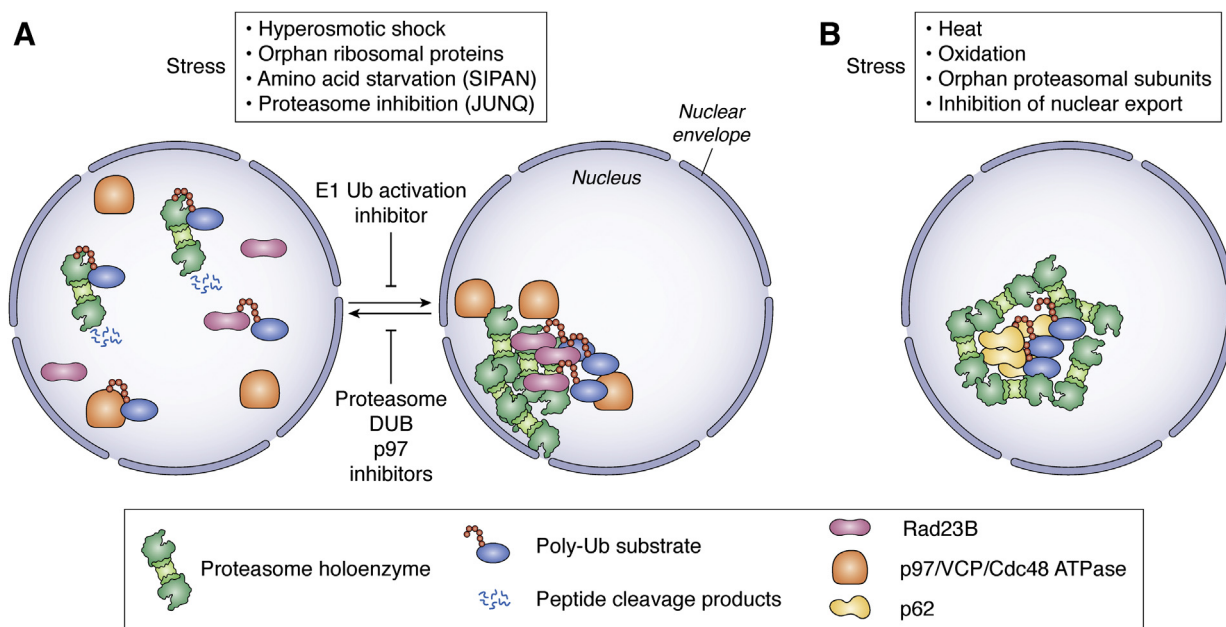 A
Stress
• Hyperosmotic shock
• Orphan ribosomal proteins
• Amino acid starvation (SIPAN)
• Proteasome inhibition (JUNQ)
B
Stress
• Heat
• Oxidation
• Orphan proteasomal subunits
• Inhibition of nuclear export
Nuclear
envelope
E1 Ub activation
inhibitor
Nucleus
Proteasome
DUB
p97
inhibitors
Proteasome holoenzyme
Poly-Ub substrate
Peptide cleavage products
Rad23B
p97/VCP/Cdc48 ATPase
p62